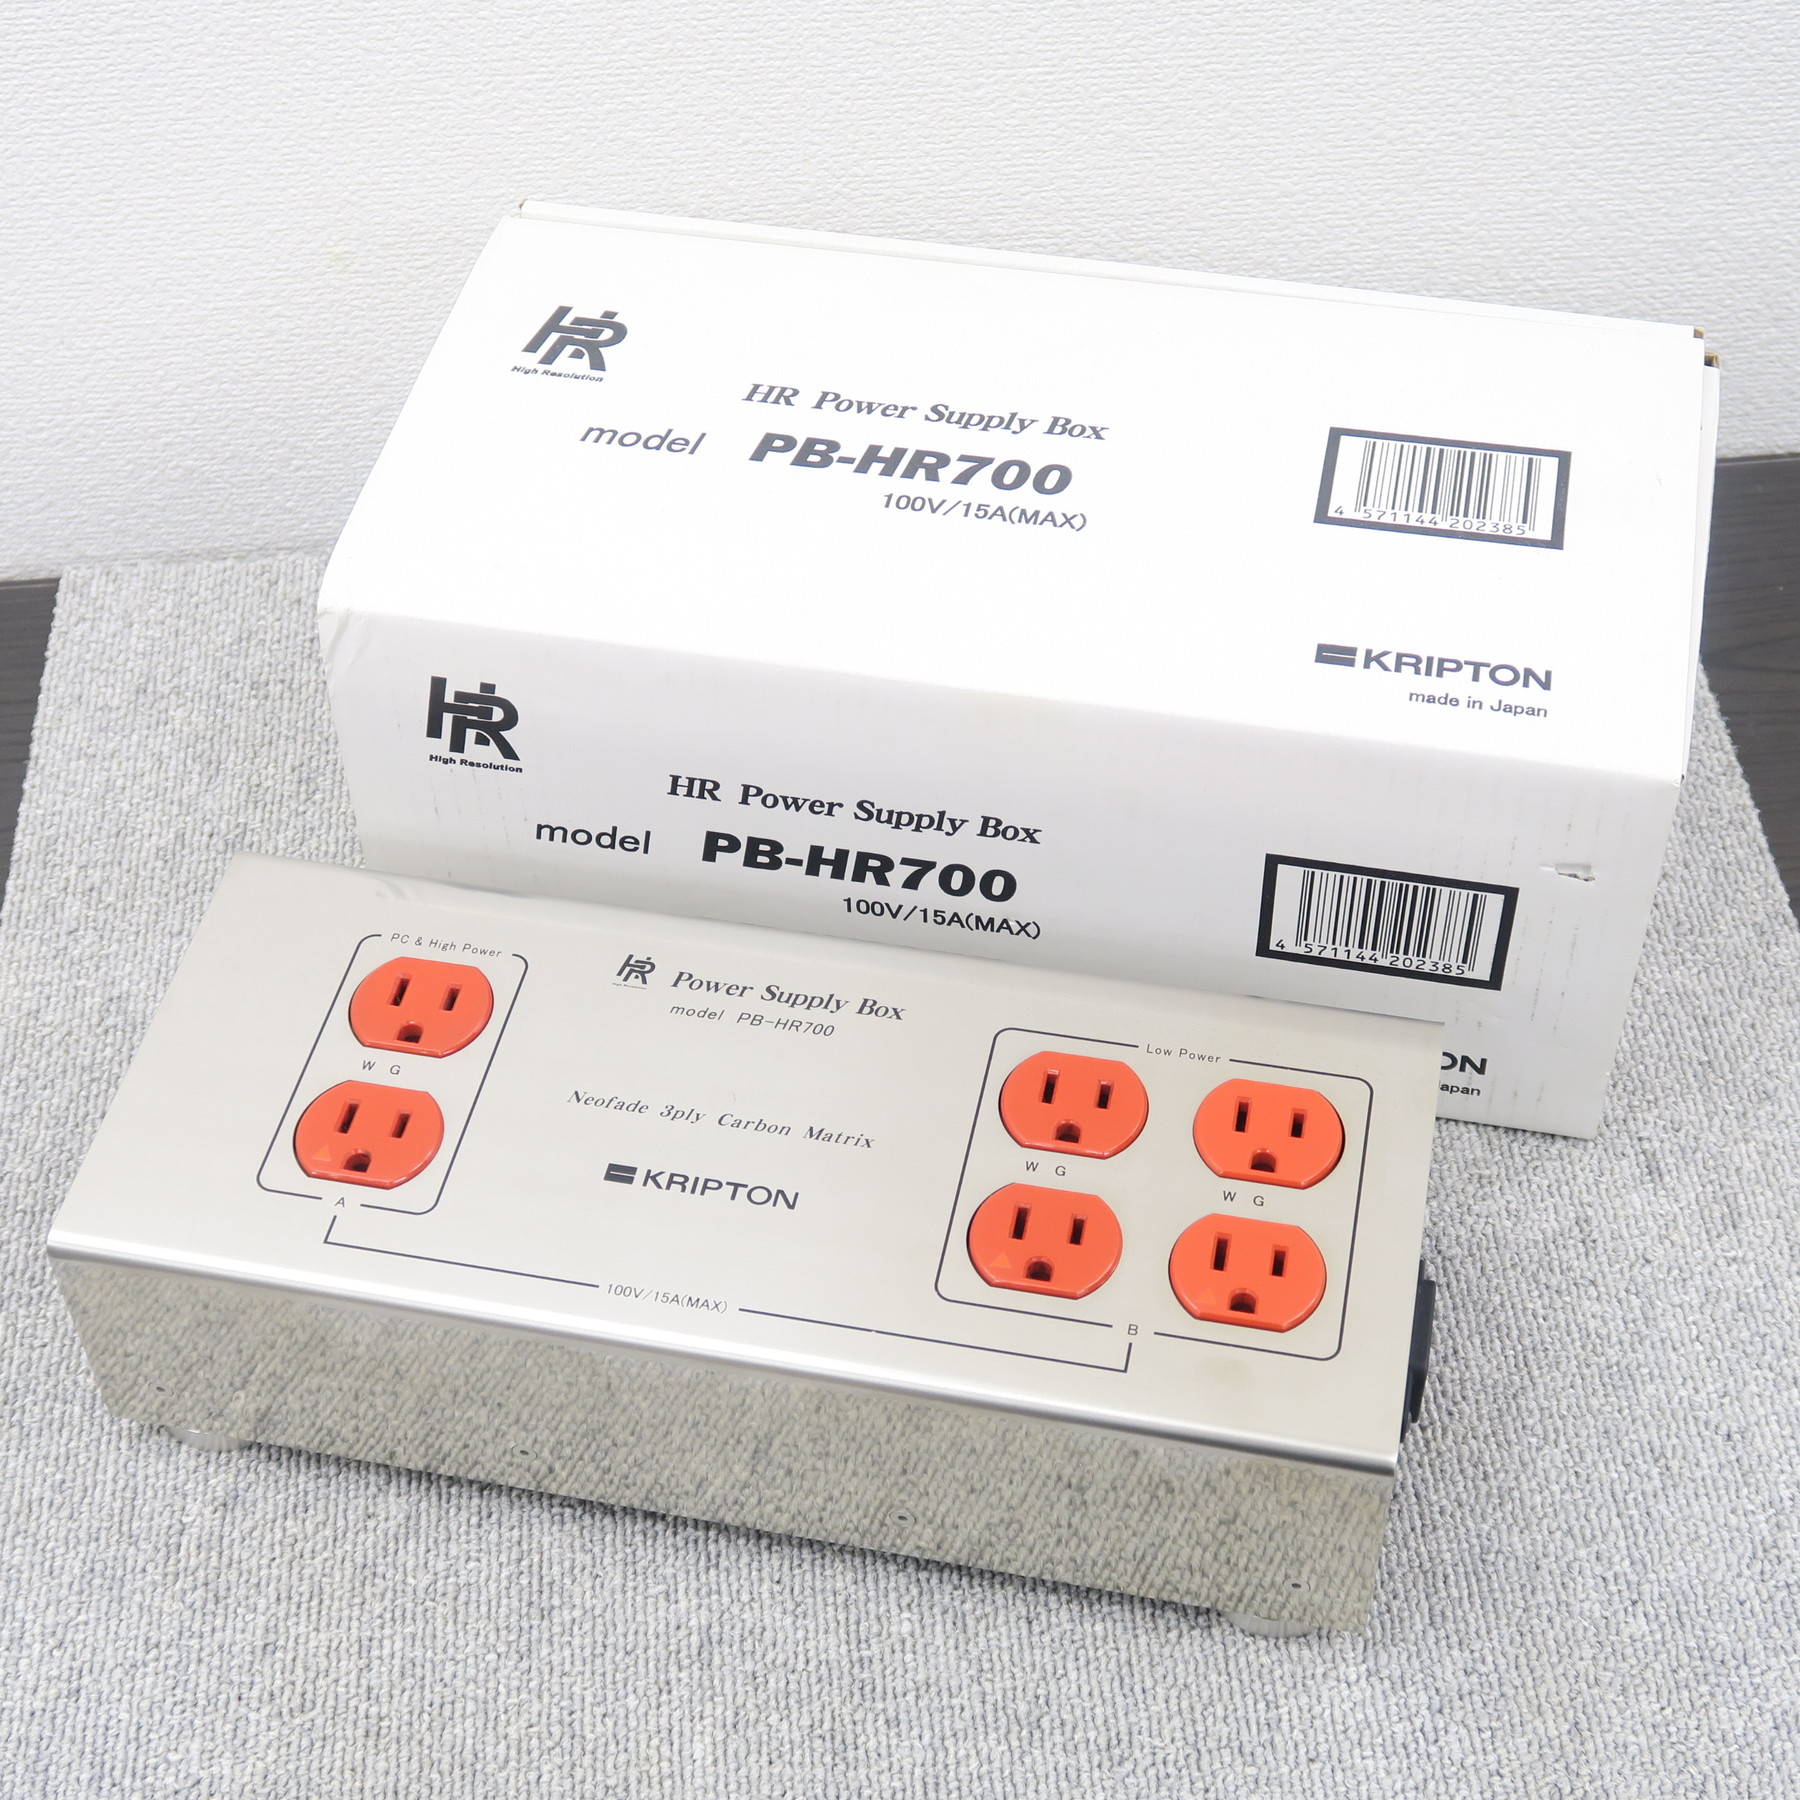 HR
High Resolution
HR Power Supply Box
model PB-HR700
100V/15A(MAX)
4 571144 202385
KRIPTON
made in Japan
HR
High Resolution
HR Power Supply Box
model PB-HR700
100V/15A(MAX)
4 571144 202385
ON
apan
PC & High Power
W G
A
HR
Power Supply Box
model PB-HR700
Neofade 3ply Carbon Matrix
KRIPTON
Low Power
W G
W G
B
100V/15A(MAX)